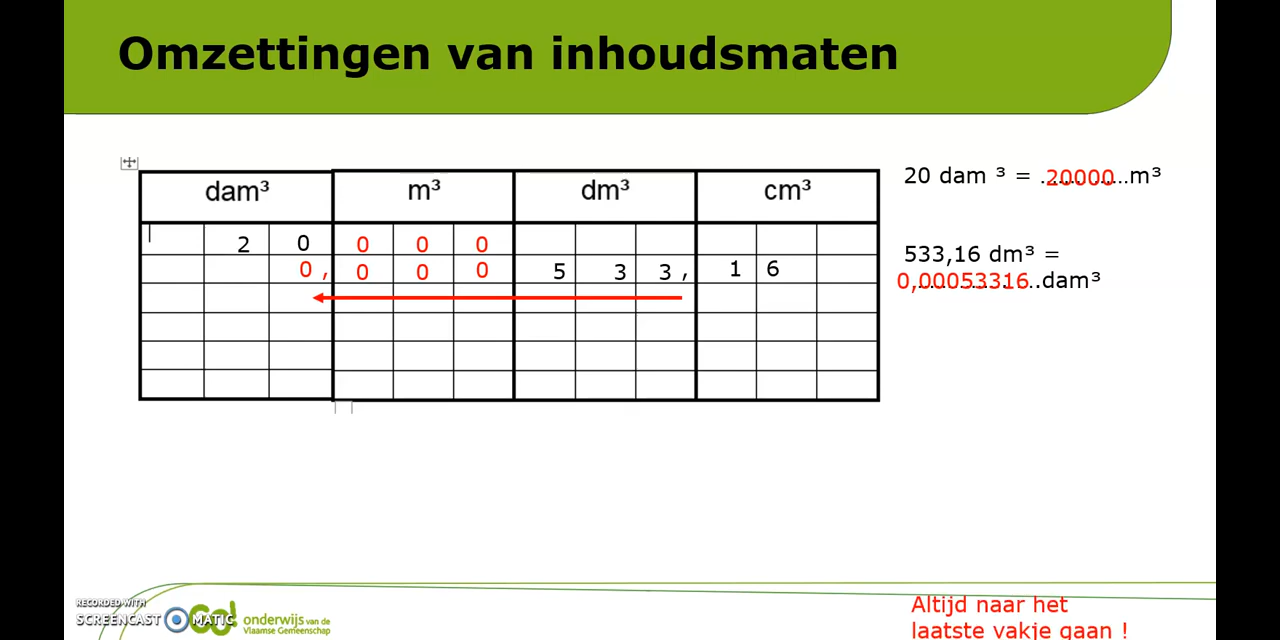 Omzettingen van inhoudsmaten
dam³ m³ dm³ cm³
2 0 0 0 0
0, 0 0 0 5 3 3, 1 6
20 dam ³ = 20000 m³
533,16 dm³ =
0,00053316..dam³
RECORDED WITH
SCREENCAST MATIC
GO! onderwijs van de
Vlaamse Gemeenschap
Altijd naar het
laatste vakje gaan !